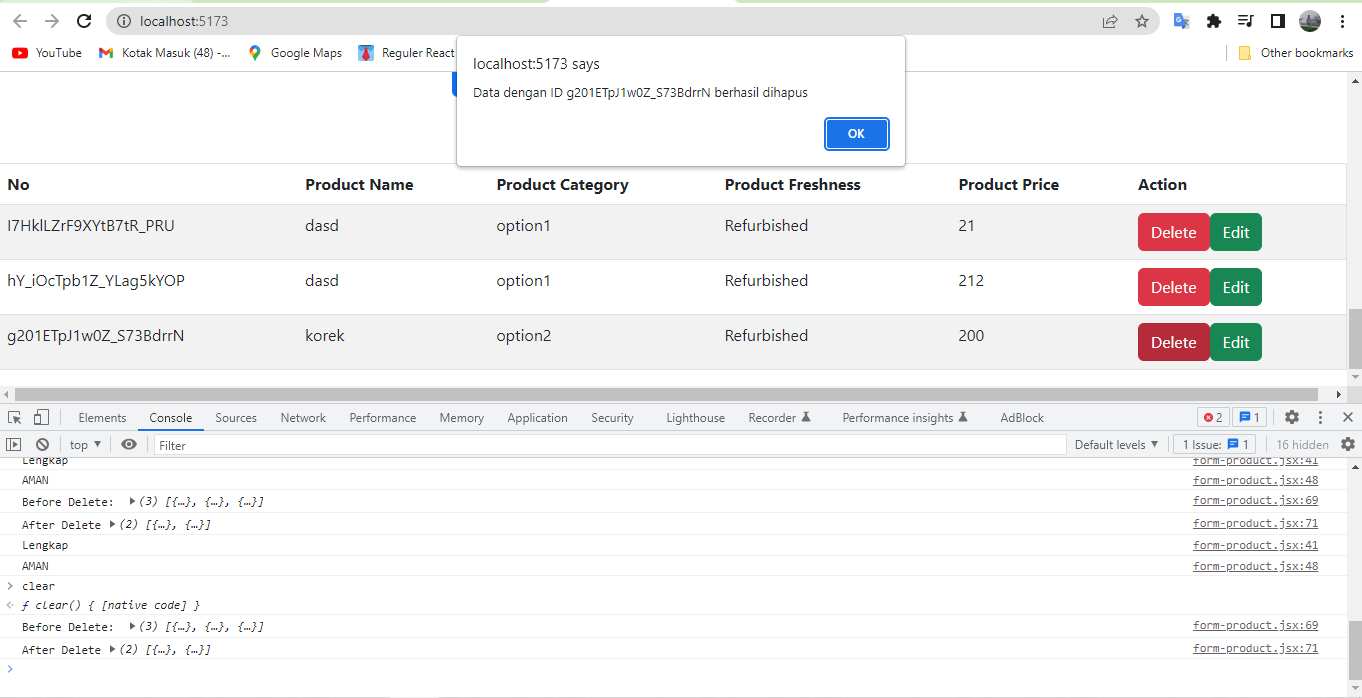 localhost:5173
YouTube
Kotak Masuk (48) -...
Google Maps
Reguler React
Other bookmarks
localhost:5173 says
Data dengan ID g201ETpJ1w0Z_S73BdrrN berhasil dihapus
OK
No Product Name Product Category Product Freshness Product Price Action
I7HklLZrF9XYtB7tR_PRU dasd option1 Refurbished 21 Delete Edit
hY_iOcTpb1Z_YLag5kYOP dasd option1 Refurbished 212 Delete Edit
g201ETpJ1w0Z_S73BdrrN korek option2 Refurbished 200 Delete Edit
Elements Console Sources Network Performance Memory Application Security Lighthouse Recorder Performance insights AdBlock 2 1
top Filter Default levels 1 Issue: 1 16 hidden
Lengkap form-product.jsx:41
AMAN form-product.jsx:48
Before Delete: (3) [{…}, {…}, {…}] form-product.jsx:69
After Delete (2) [{…}, {…}] form-product.jsx:71
Lengkap form-product.jsx:41
AMAN form-product.jsx:48
clear
ƒ clear() { [native code] }
Before Delete: (3) [{…}, {…}, {…}] form-product.jsx:69
After Delete (2) [{…}, {…}] form-product.jsx:71